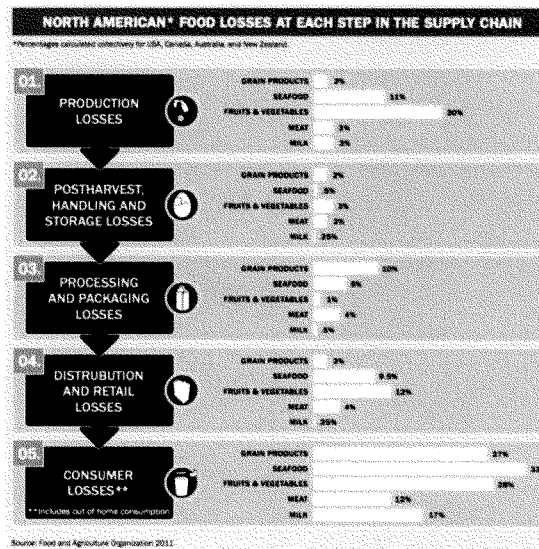 NORTH AMERICAN* FOOD LOSSES AT EACH STEP IN THE SUPPLY CHAIN
*Percentages calculated collectively for USA, Canada, Australia, and New Zealand.
01.
PRODUCTION
LOSSES
GRAIN PRODUCTS 2%
SEAFOOD 11%
FRUITS & VEGETABLES 20%
MEAT 3%
MILK 3%
02.
POSTHARVEST,
HANDLING AND
STORAGE LOSSES
GRAIN PRODUCTS 2%
SEAFOOD .5%
FRUITS & VEGETABLES 3%
MEAT 2%
MILK .25%
03.
PROCESSING
AND PACKAGING
LOSSES
GRAIN PRODUCTS 10%
SEAFOOD 5%
FRUITS & VEGETABLES 1%
MEAT 4%
MILK .5%
04.
DISTRUBUTION
AND RETAIL
LOSSES
GRAIN PRODUCTS 2%
SEAFOOD 9.5%
FRUITS & VEGETABLES 12%
MEAT 4%
MILK .25%
05.
CONSUMER
LOSSES**
**Includes out of home consumption
GRAIN PRODUCTS 27%
SEAFOOD
FRUITS & VEGETABLES 28%
MEAT 12%
MILK 17%
Source: Food and Agriculture Organization 2011